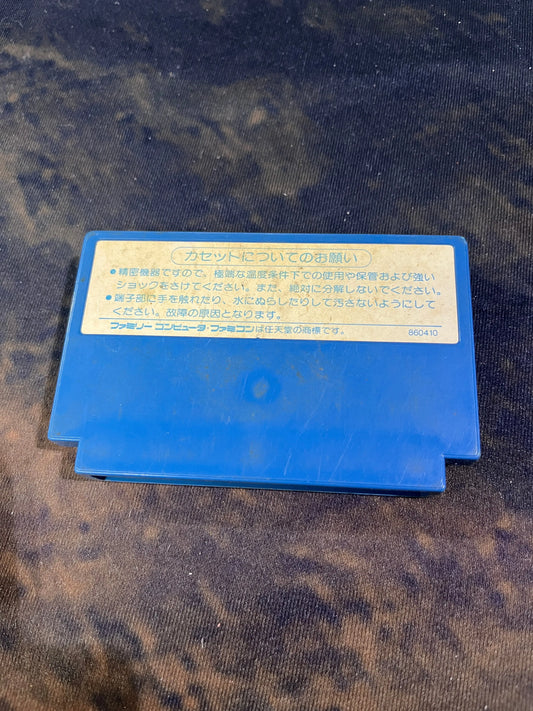 カセットについてのお願い
●精密機器ですので、極端な温度条件下での使用や保管および強い
ショックをさけてください。また、絶対に分解しないでください。
●端子部に手を触れたり、水にぬらしたりして汚さないようにして
ください。故障の原因となります。
ファミリー コンピュータ・ファミコンは任天堂の商標です。 860410